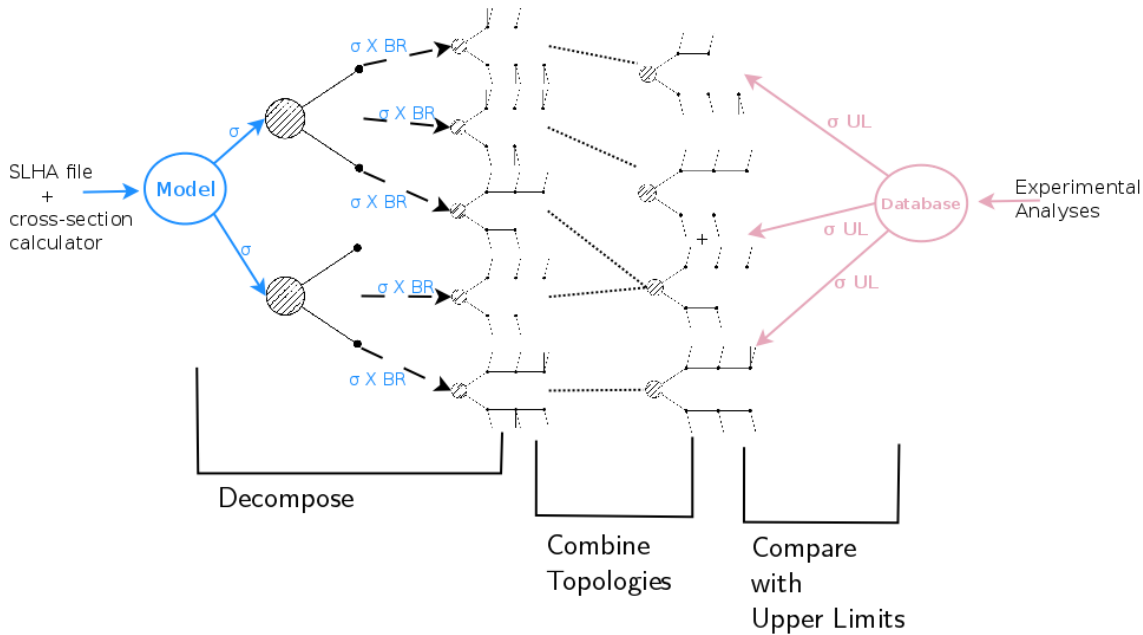 SLHA file
+
cross-section
calculator
Model
σ
σ
σ X BR
σ X BR
σ X BR
σ X BR
σ X BR
+
σ UL
σ UL
σ UL
Database
Experimental
Analyses
Decompose
Combine
Topologies
Compare
with
Upper Limits